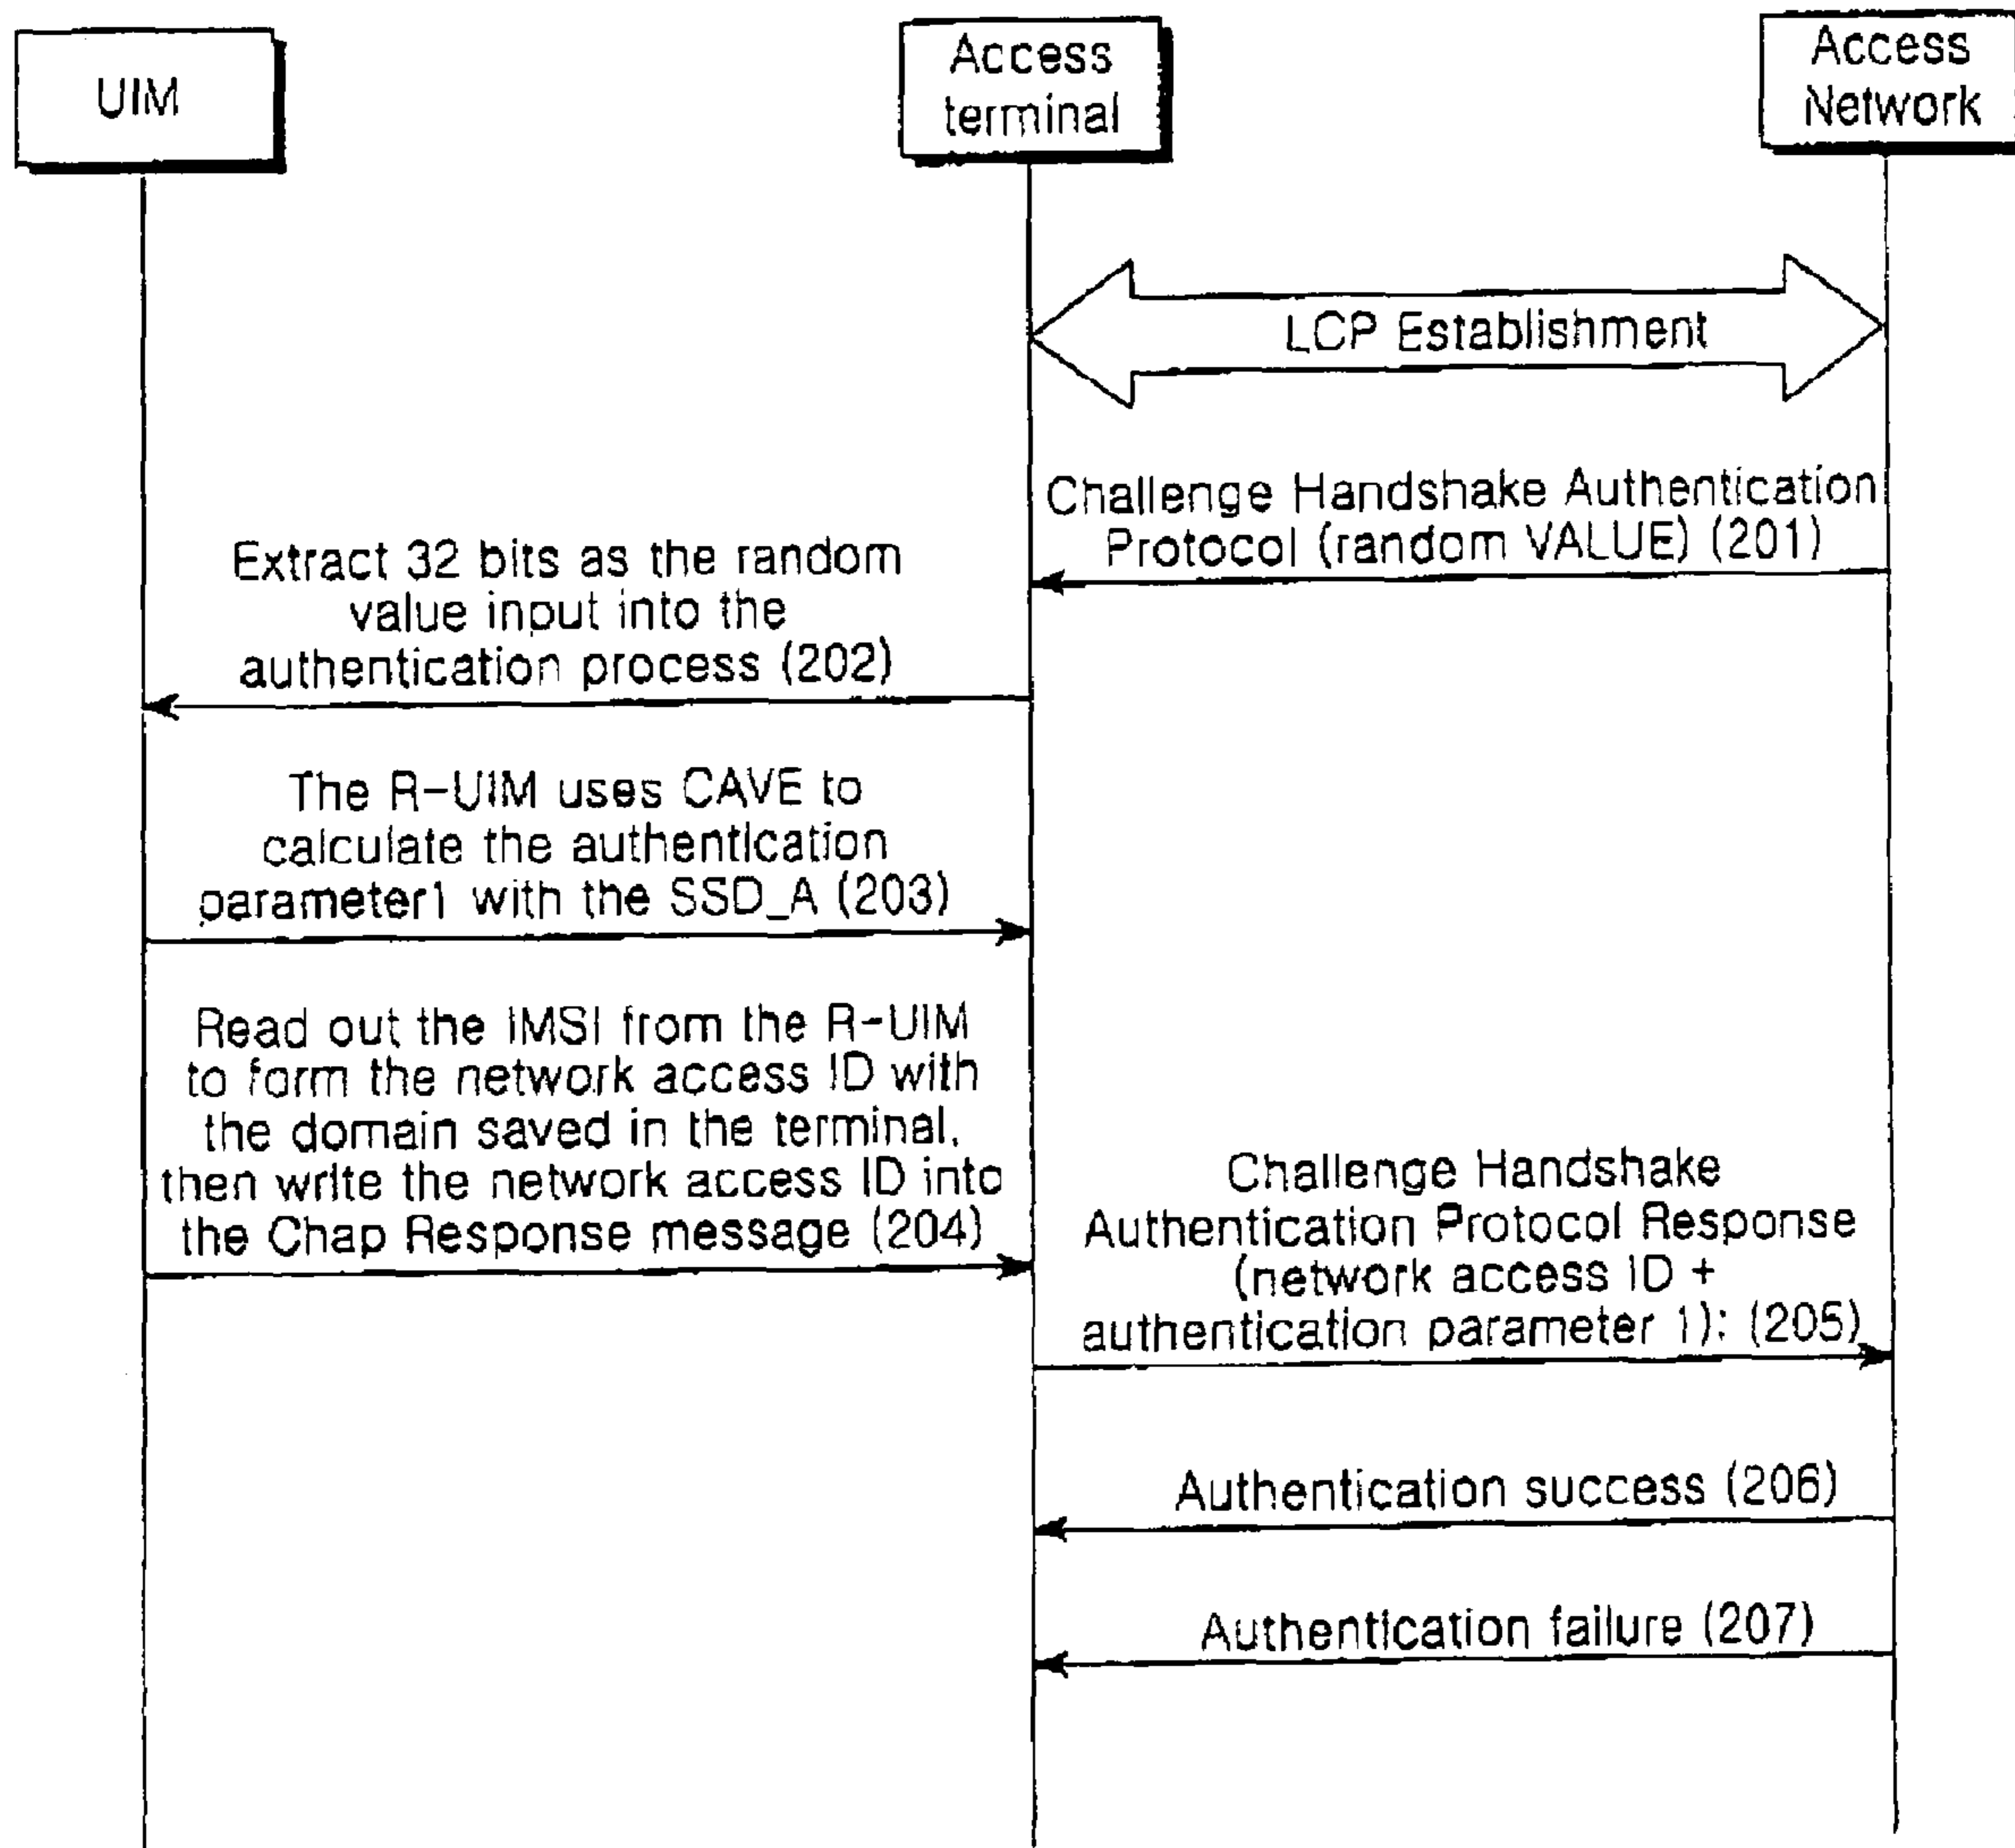 UIM
Access
terminal
Access
Network
LCP Establishment
Challenge Handshake Authentication
Protocol (random VALUE) (201)
Extract 32 bits as the random
value input into the
authentication process (202)
The R-UIM uses CAVE to
calculate the authentication
parameter1 with the SSD_A (203)
Read out the IMSI from the R-UIM
to form the network access ID with
the domain saved in the terminal,
then write the network access ID into
the Chap Response message (204)
Challenge Handshake
Authentication Protocol Response
(network access ID +
authentication parameter 1): (205)
Authentication success (206)
Authentication failure (207)